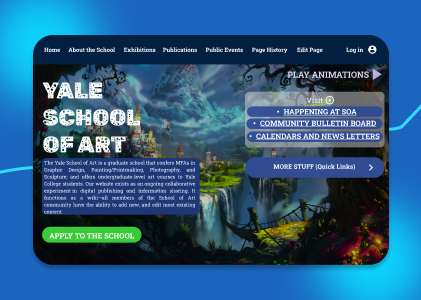 Home About the School Exhibitions Publications Public Events Page History Edit Page Log in
PLAY ANIMATIONS
YALE
SCHOOL
OF ART
Visit
• HAPPENING AT SOA
• COMMUNITY BULLETIN BOARD
• CALENDARS AND NEWS LETTERS
The Yale School of Art is a graduate school that confers MFAs in
Graphic Design, Painting/Printmaking, Photography, and
Sculpture; and offers undergraduate-level art courses to Yale
College students. Our website exists as an ongoing collaborative
experiment in digital publishing and information sharing. It
functions as a wiki—all members of the School of Art
community have the ability to add new, and edit most existing
content.
MORE STUFF (Quick Links)
APPLY TO THE SCHOOL